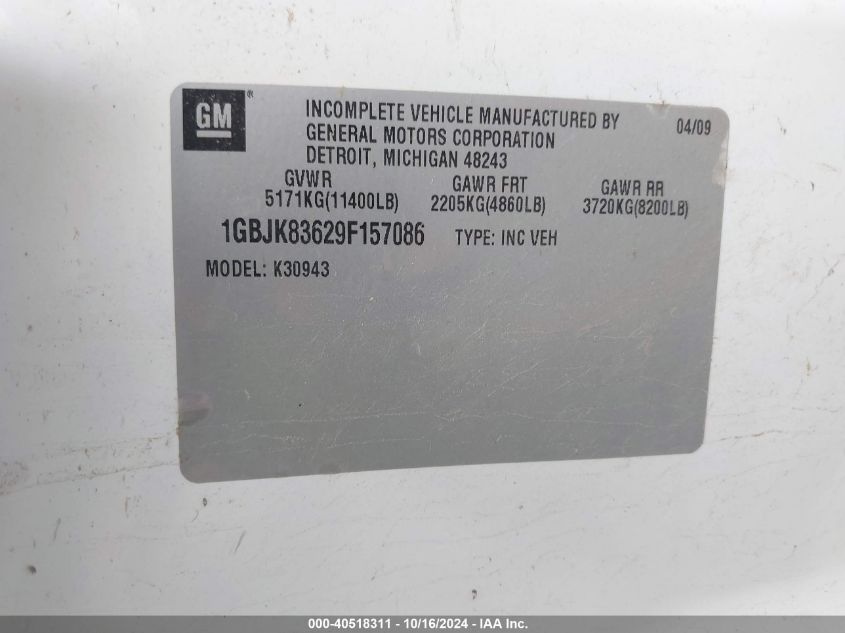 GM®
INCOMPLETE VEHICLE MANUFACTURED BY 04/09
GENERAL MOTORS CORPORATION
DETROIT, MICHIGAN 48243
GVWR GAWR FRT GAWR RR
5171KG(11400LB) 2205KG(4860LB) 3720KG(8200LB)
1GBJK83629F157086 TYPE: INC VEH
MODEL: K30943
000-40518311 - 10/16/2024 - IAA Inc.